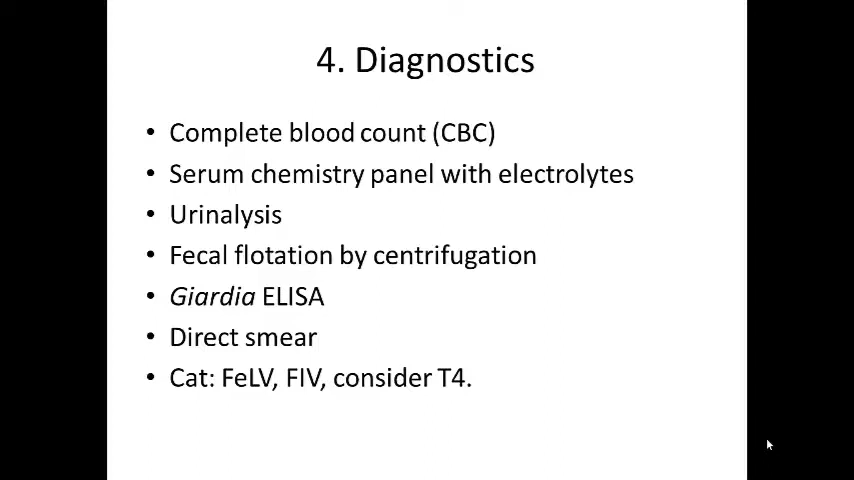 4. Diagnostics
• Complete blood count (CBC)
• Serum chemistry panel with electrolytes
• Urinalysis
• Fecal flotation by centrifugation
• Giardia ELISA
• Direct smear
• Cat: FeLV, FIV, consider T4.